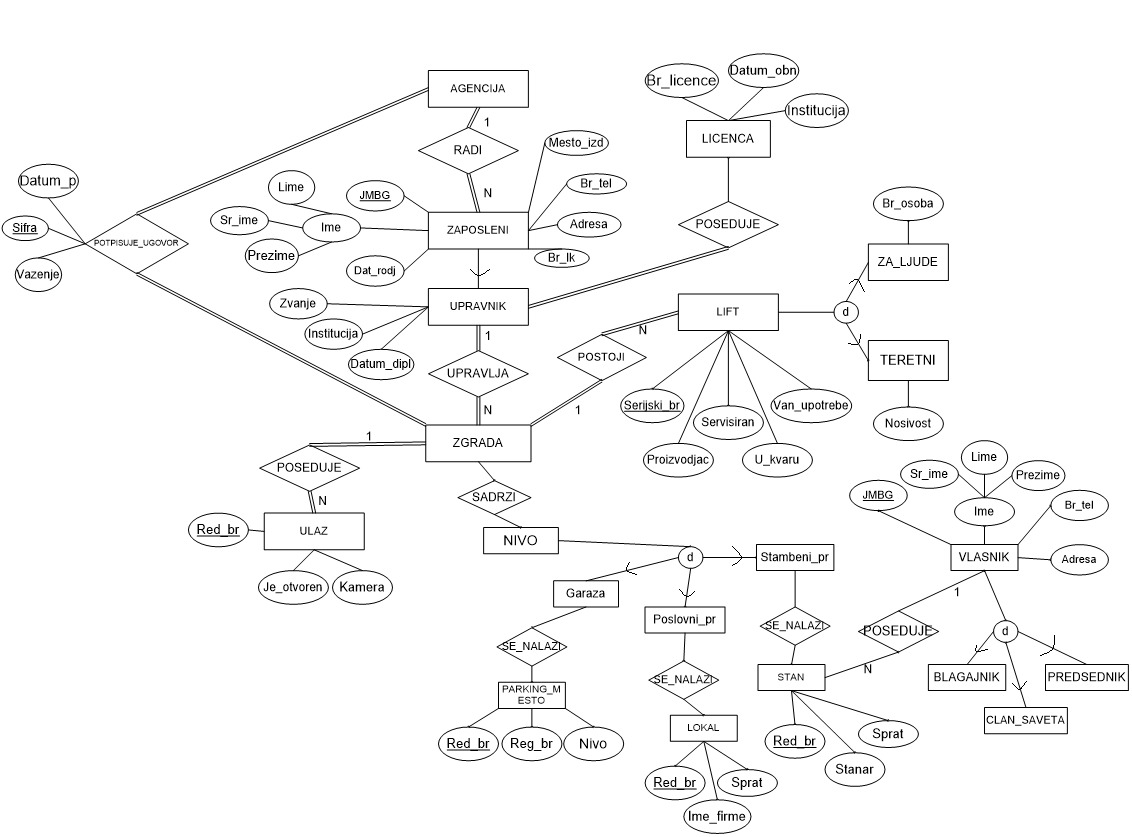 AGENCIJA
Br_licence
Datum_obn
Institucija
LICENCA
1
RADI
N
Mesto_izd
Datum_p
Lime
JMBG
Br_tel
Br_osoba
Sifra
Sr_ime
Ime
ZAPOSLENI
Adresa
POSEDUJE
POTPISUJE_UGOVOR
Prezime
Br_lk
Vazenje
Dat_rodj
ZA_LJUDE
Zvanje
UPRAVNIK
LIFT
d
Institucija
1
N
Datum_dipl
POSTOJI
TERETNI
UPRAVLJA
N
1
Serijski_br
Van_upotrebe
Servisiran
Nosivost
1
ZGRADA
Proizvodjac
U_kvaru
POSEDUJE
N
SADRZI
Lime
Sr_ime
Prezime
JMBG
Ime
Br_tel
Red_br
ULAZ
NIVO
d
Stambeni_pr
VLASNIK
Adresa
Je_otvoren
Kamera
Garaza
1
Poslovni_pr
SE_NALAZI
POSEDUJE
d
SE_NALAZI
N
SE_NALAZI
STAN
BLAGAJNIK
PREDSEDNIK
PARKING_M
ESTO
CLAN_SAVETA
LOKAL
Red_br
Reg_br
Nivo
Red_br
Sprat
Stanar
Red_br
Sprat
Ime_firme